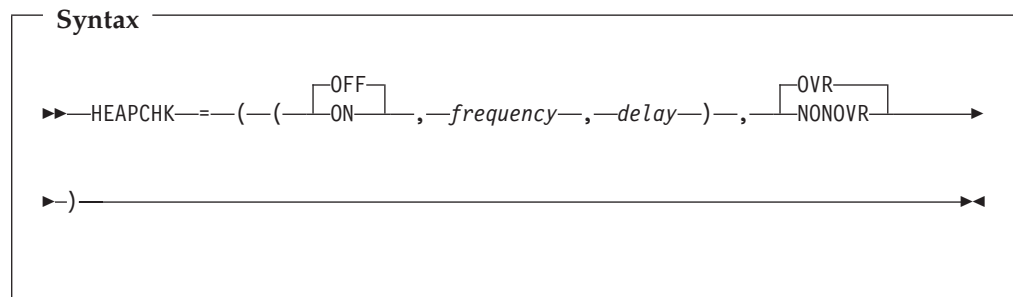 Syntax
OFF OVR
►►—HEAPCHK—=—(—(—ON—,—frequency—,—delay—)—,—NONOVR—►
►—)—►◄